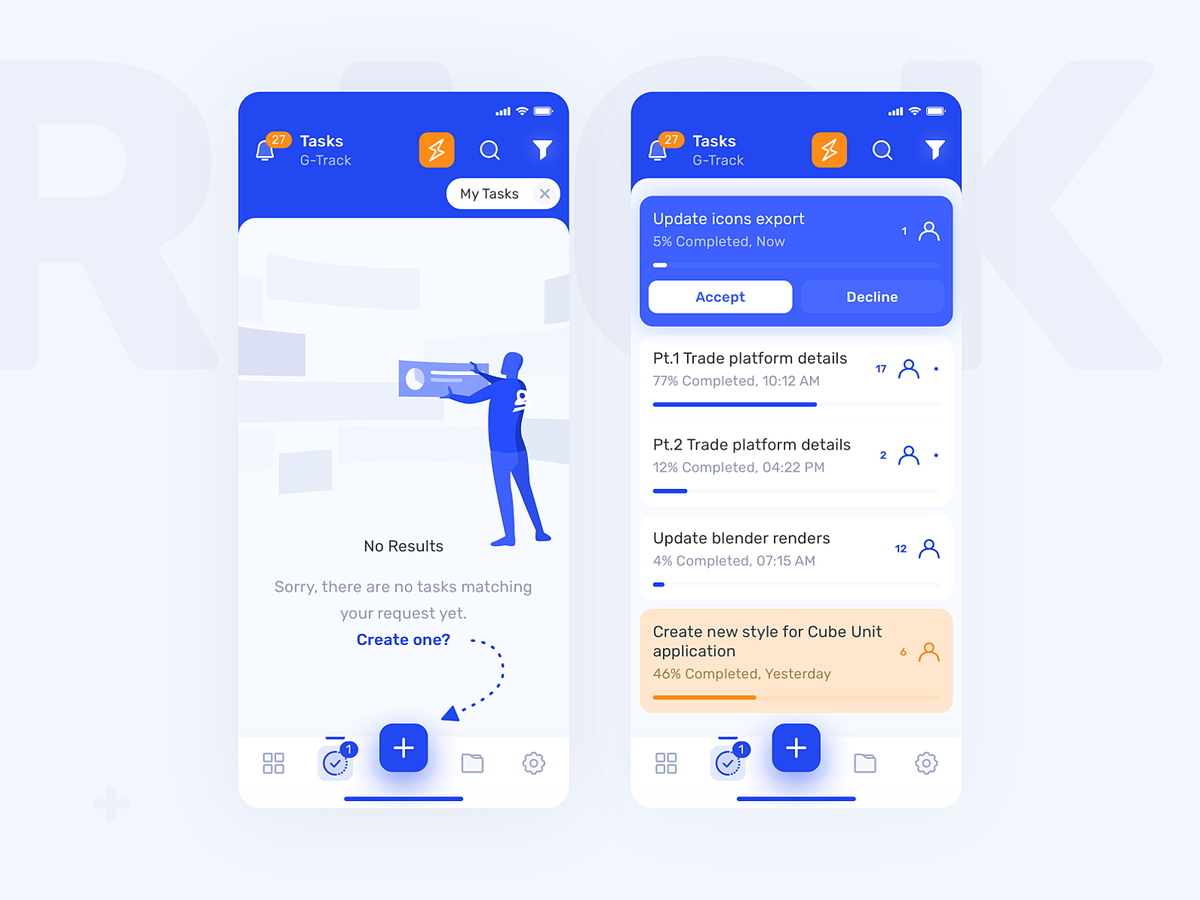 RACK
27
Tasks
G-Track
My Tasks
No Results
Sorry, there are no tasks matching
your request yet.
Create one?
1
27
Tasks
G-Track
Update icons export
5% Completed, Now
1
Accept
Decline
Pt.1 Trade platform details
77% Completed, 10:12 AM
17
Pt.2 Trade platform details
12% Completed, 04:22 PM
2
Update blender renders
4% Completed, 07:15 AM
12
Create new style for Cube Unit
application
46% Completed, Yesterday
6
1